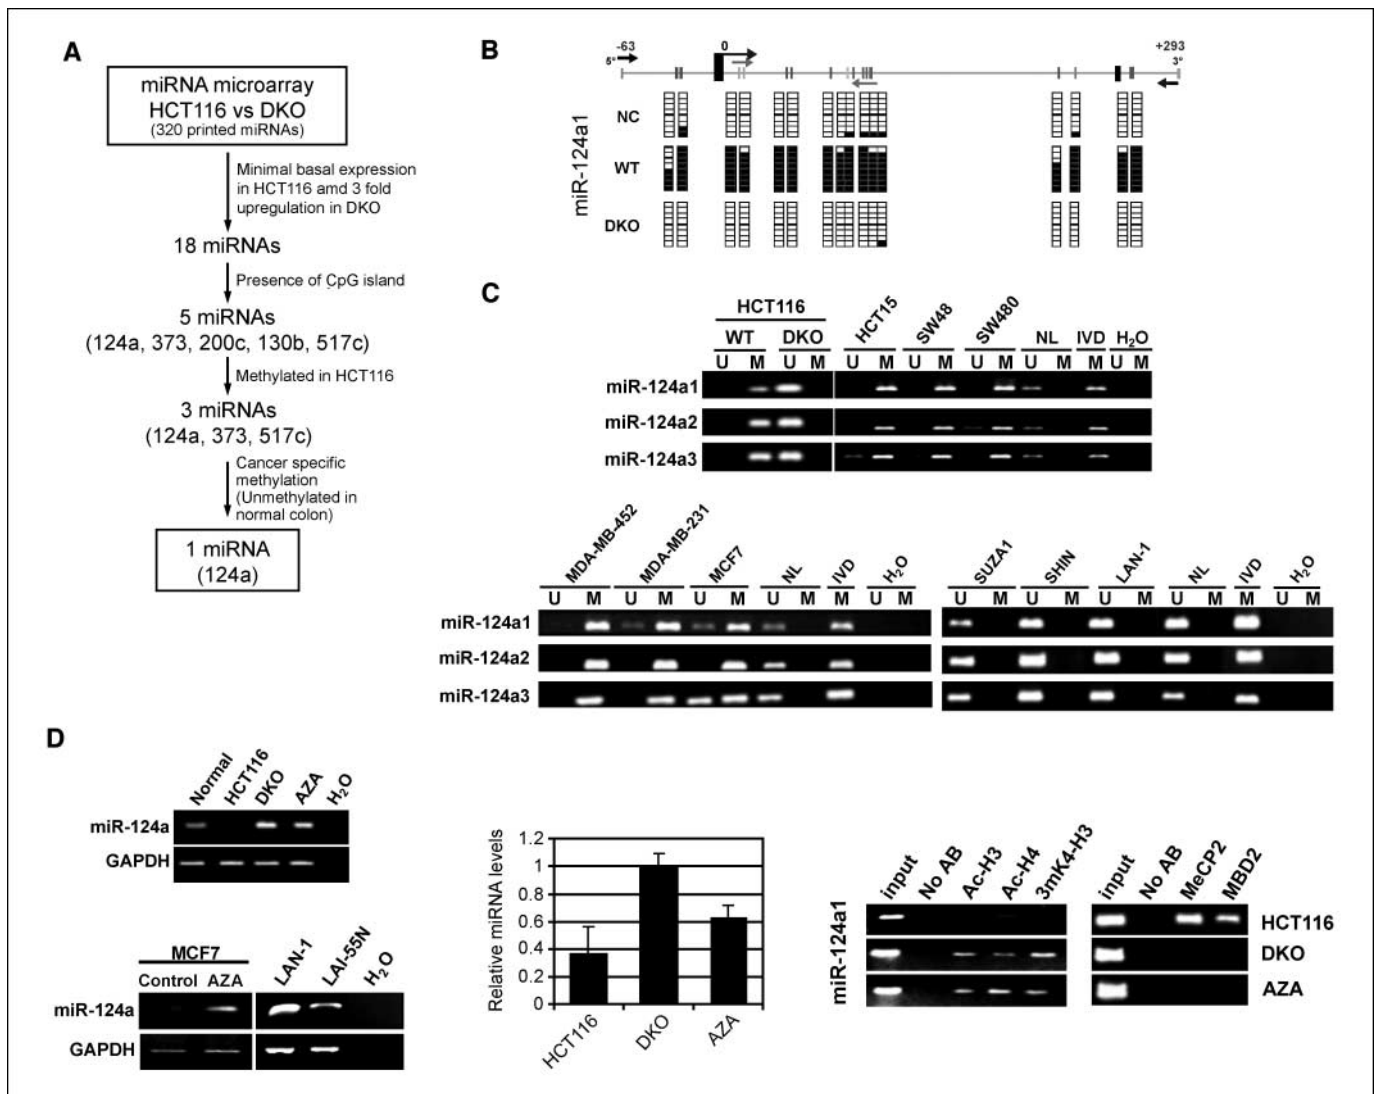 A
miRNA microarray
HCT116 vs DKO
(320 printed miRNAs)
Minimal basal expression
in HCT116 amd 3 fold
upregulation in DKO
18 miRNAs
Presence of CpG island
5 miRNAs
(124a, 373, 200c, 130b, 517c)
Methylated in HCT116
3 miRNAs
(124a, 373, 517c)
Cancer specific
methylation
(Unmethylated in
normal colon)
1 miRNA
(124a)
B
-63 0 +293
5' 3'
miR-124a1
NC
WT
DKO
C
HCT116 HCT15 SW48 SW480
WT DKO NL IVD H2O
U M U M U M U M U M U M M U M
miR-124a1
miR-124a2
miR-124a3
MDA-MB-452 MDA-MB-231 MCF7 NL IVD H2O
U M U M U M U M M U M
miR-124a1
miR-124a2
miR-124a3
SUZA1 SHIN LAN-1 NL IVD H2O
U M U M U M U M M U M
D
Normal HCT116 DKO AZA H2O
miR-124a
GAPDH
MCF7
Control AZA LAN-1 LAI-55N H2O
miR-124a
GAPDH
Relative miRNA levels
1.2
1
0.8
0.6
0.4
0.2
0
HCT116 DKO AZA
miR-124a1
input No AB Ac-H3 Ac-H4 3mK4-H3
input No AB MeCP2 MBD2
HCT116
DKO
AZA